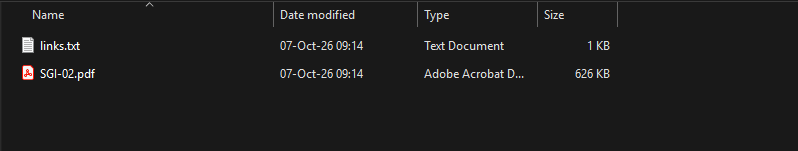 Name Date modified Type Size
links.txt 07-Oct-26 09:14 Text Document 1 KB
SGI-02.pdf 07-Oct-26 09:14 Adobe Acrobat D... 626 KB